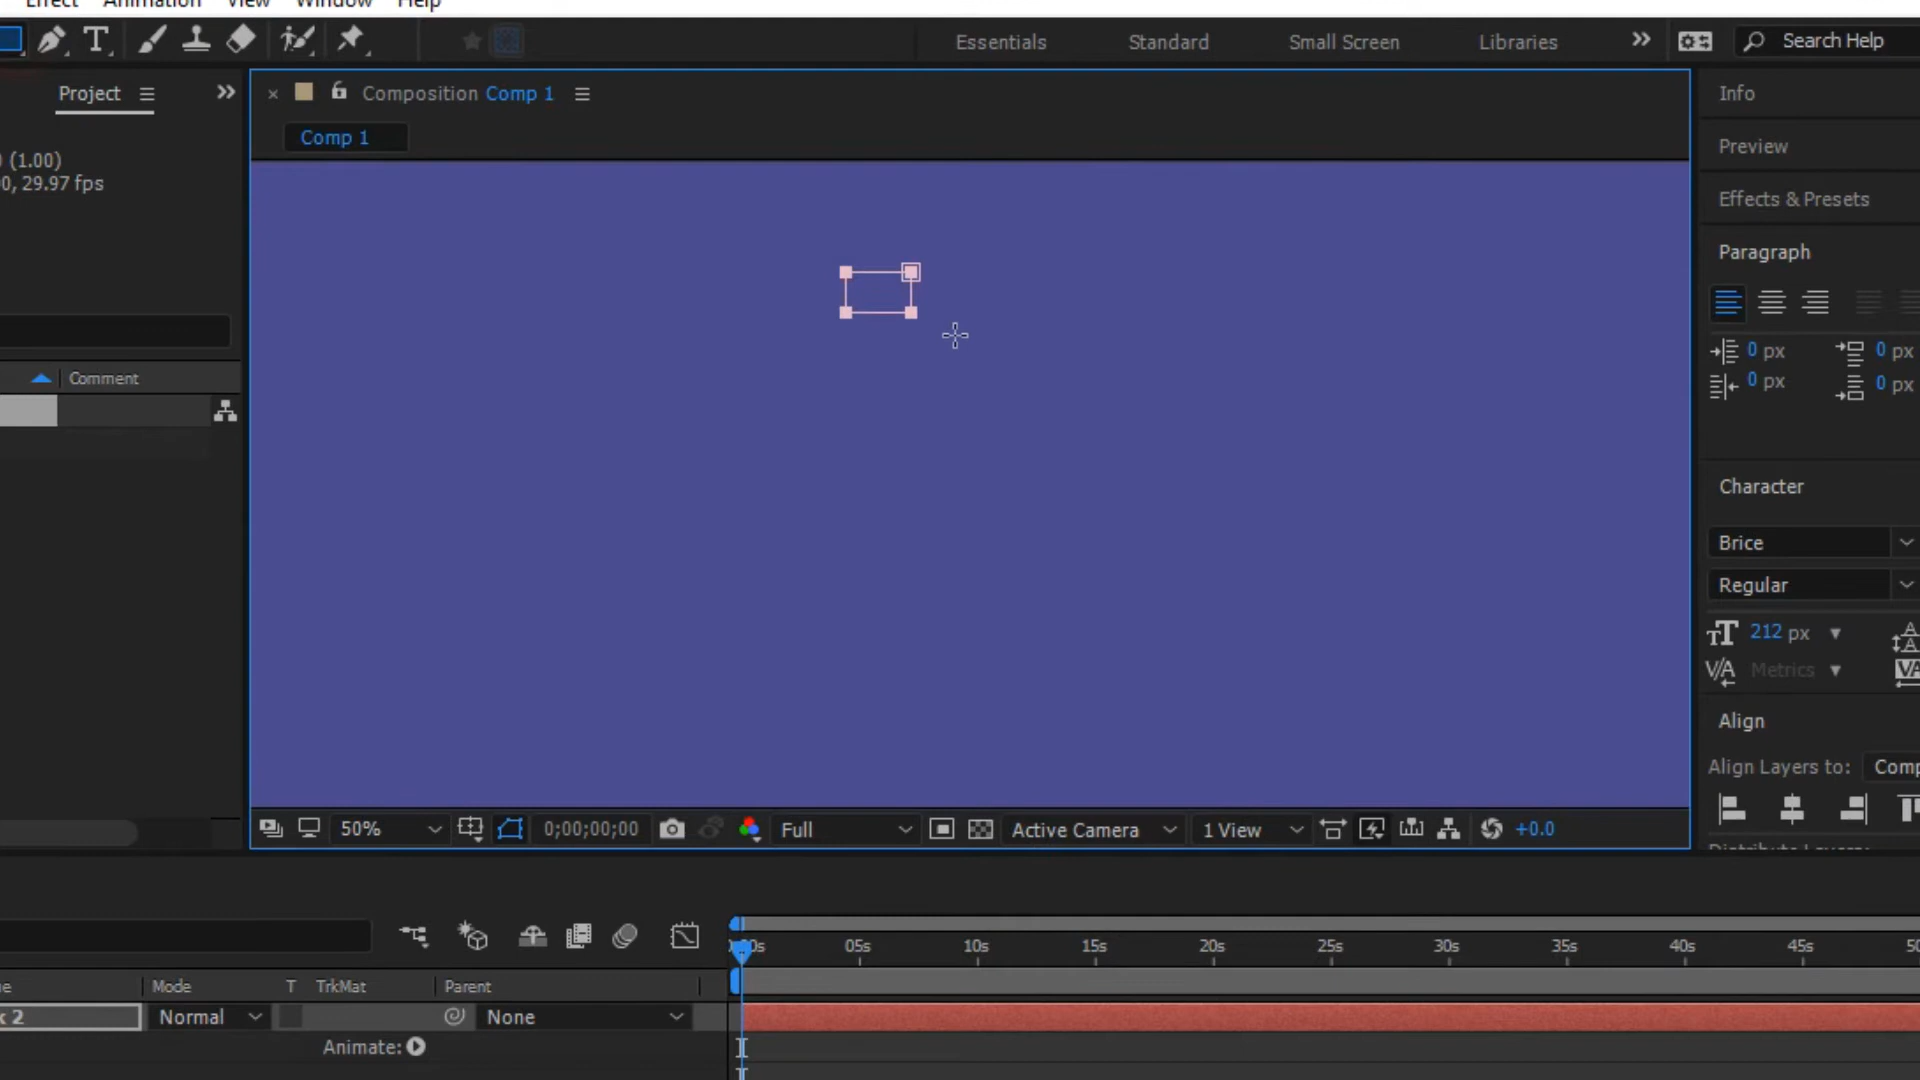 Effect Animation View Window Help
T Essentials Standard Small Screen Libraries Search Help
Project Composition Comp 1 Info
Comp 1
(1.00)
29.97 fps
Preview
Effects & Presets
Paragraph
0 px 0 px
0 px 0 px
Comment
Character
Brice
Regular
212 px
Metrics
Align
Align Layers to: Comp
50% 0;00;00;00 Full Active Camera 1 View +0.0
05s 10s 15s 20s 25s 30s 35s 40s 45s
Mode T TrkMat Parent
2 Normal None
Animate: